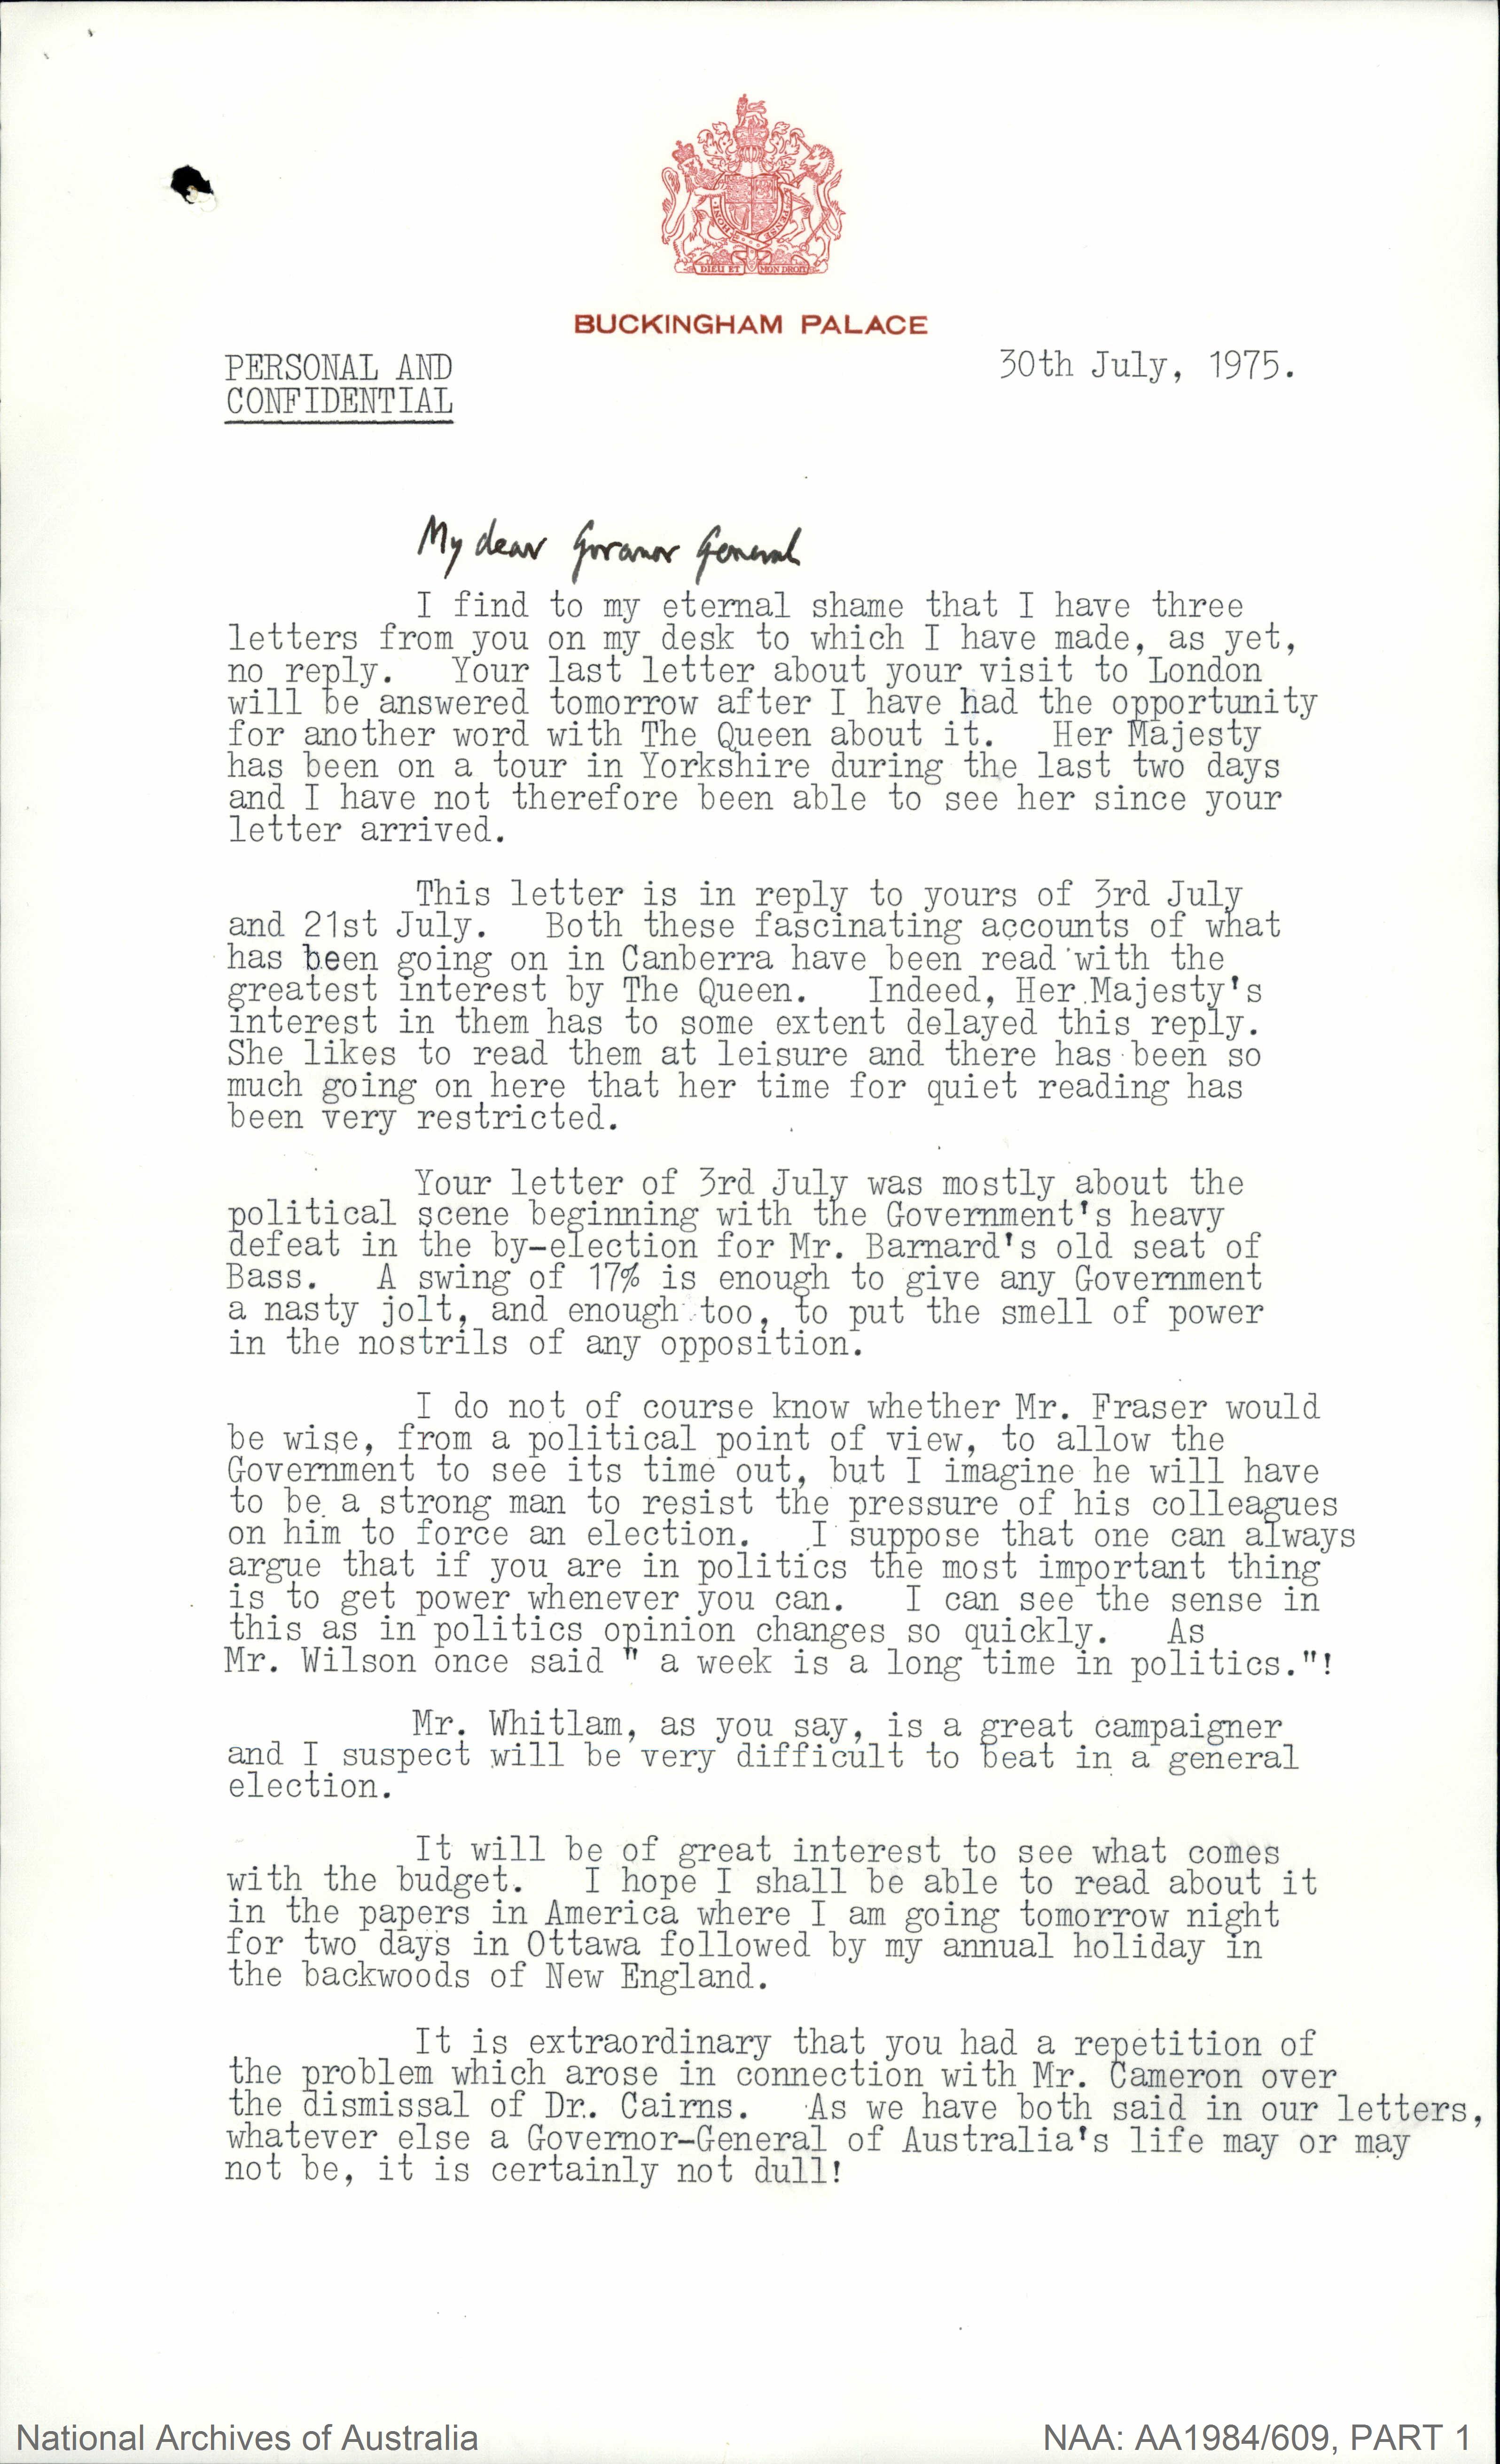 HONI PENSE
DIEU ET MON DROIT
BUCKINGHAM PALACE
PERSONAL AND
CONFIDENTIAL
30th July, 1975.
My dear Governor General
I find to my eternal shame that I have three
letters from you on my desk to which I have made, as yet,
no reply. Your last letter about your visit to London
will be answered tomorrow after I have had the opportunity
for another word with The Queen about it. Her Majesty
has been on a tour in Yorkshire during the last two days
and I have not therefore been able to see her since your
letter arrived.
This letter is in reply to yours of 3rd July
and 21st July. Both these fascinating accounts of what
has been going on in Canberra have been read with the
greatest interest by The Queen. Indeed, Her Majesty's
interest in them has to some extent delayed this reply.
She likes to read them at leisure and there has been so
much going on here that her time for quiet reading has
been very restricted.
Your letter of 3rd July was mostly about the
political scene beginning with the Government's heavy
defeat in the by-election for Mr. Barnard's old seat of
Bass. A swing of 17% is enough to give any Government
a nasty jolt, and enough too, to put the smell of power
in the nostrils of any opposition.
I do not of course know whether Mr. Fraser would
be wise, from a political point of view, to allow the
Government to see its time out, but I imagine he will have
to be a strong man to resist the pressure of his colleagues
on him to force an election. I suppose that one can always
argue that if you are in politics the most important thing
is to get power whenever you can. I can see the sense in
this as in politics opinion changes so quickly. As
Mr. Wilson once said " a week is a long time in politics."!
Mr. Whitlam, as you say, is a great campaigner
and I suspect will be very difficult to beat in a general
election.
It will be of great interest to see what comes
with the budget. I hope I shall be able to read about it
in the papers in America where I am going tomorrow night
for two days in Ottawa followed by my annual holiday in
the backwoods of New England.
It is extraordinary that you had a repetition of
the problem which arose in connection with Mr. Cameron over
the dismissal of Dr. Cairns. As we have both said in our letters,
whatever else a Governor-General of Australia's life may or may
not be, it is certainly not dull!
National Archives of Australia
NAA: AA1984/609, PART 1